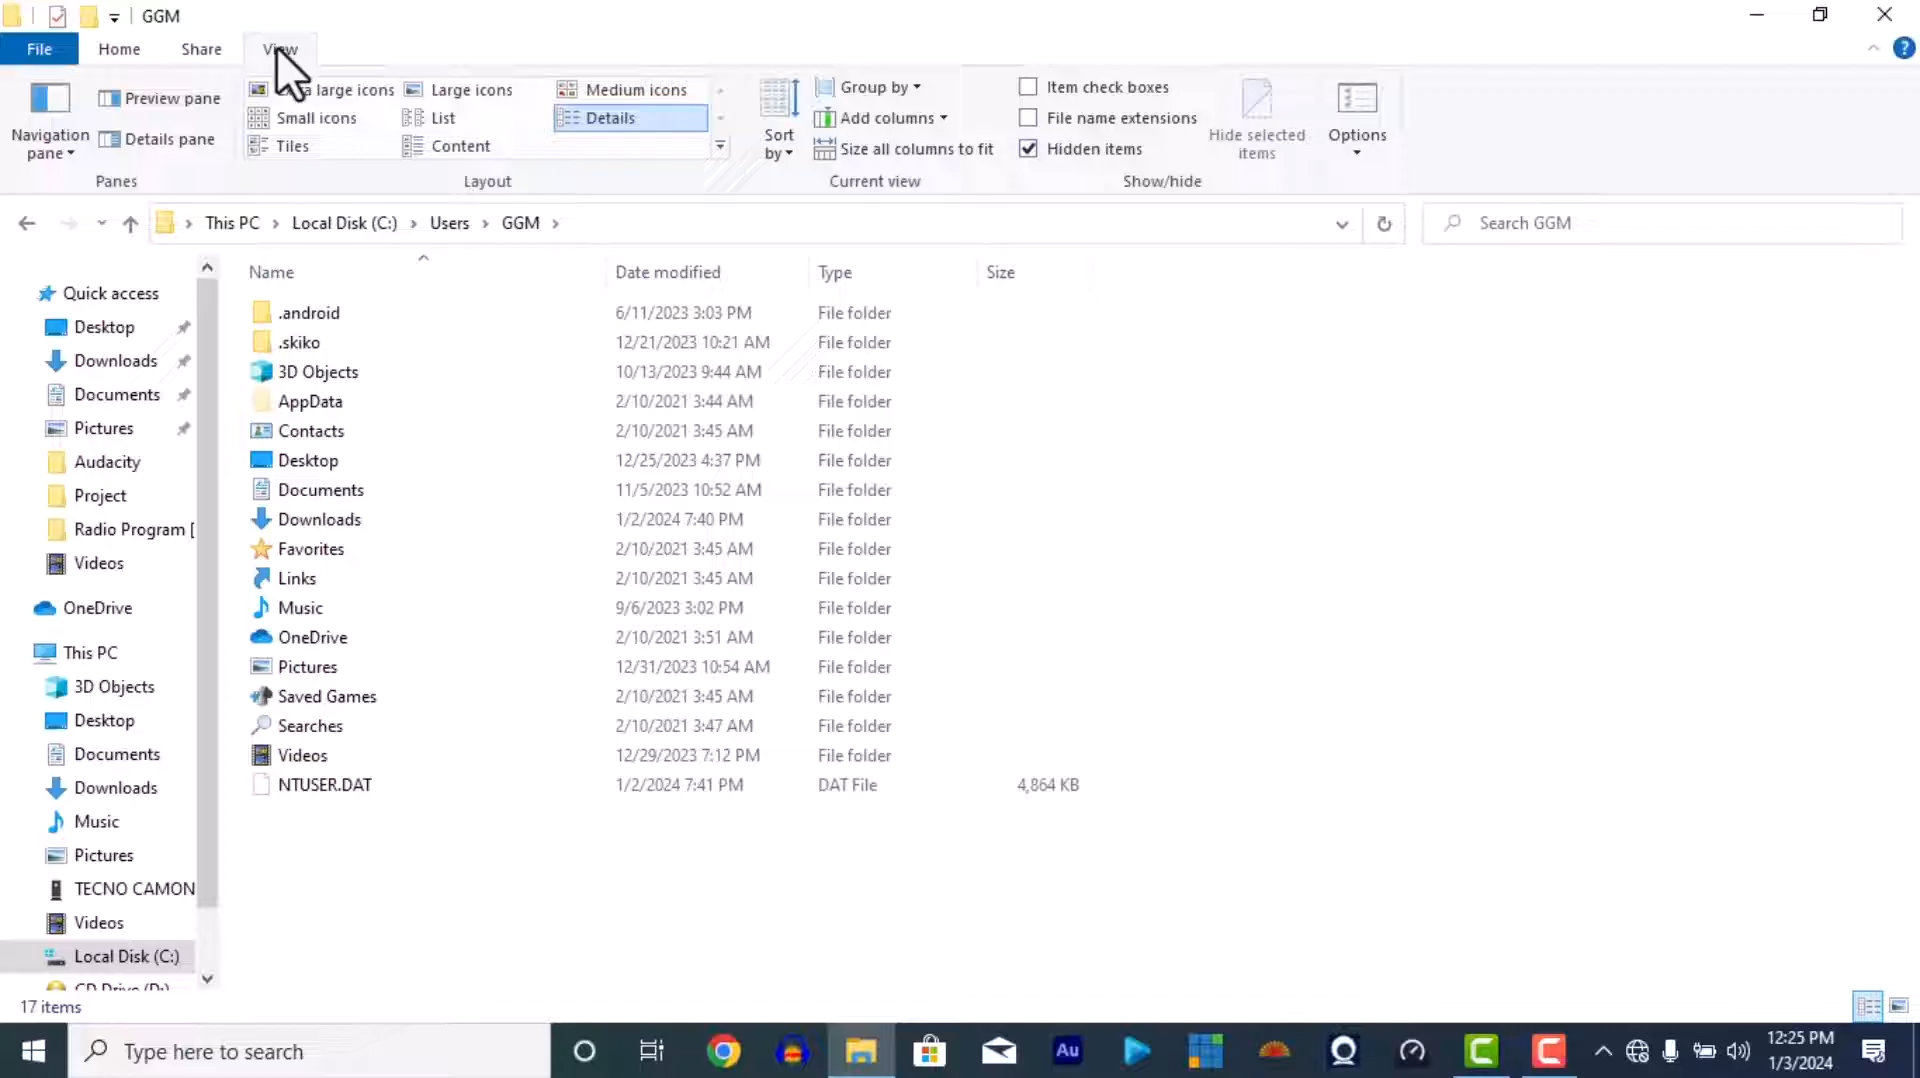 GGM
File Home Share View
Navigation pane
Preview pane
Details pane
Panes
large icons Large icons Medium icons
Small icons List Details
Tiles Content
Layout
Sort by
Group by
Add columns
Size all columns to fit
Current view
Item check boxes
File name extensions
Hidden items
Hide selected items
Show/hide
Options
This PC Local Disk (C:) Users GGM
Search GGM
Quick access
Desktop
Downloads
Documents
Pictures
Audacity
Project
Radio Program [
Videos
OneDrive
This PC
3D Objects
Desktop
Documents
Downloads
Music
Pictures
TECNO CAMON
Videos
Local Disk (C:)
CD Drive (D:)
Name Date modified Type Size
.android 6/11/2023 3:03 PM File folder
.skiko 12/21/2023 10:21 AM File folder
3D Objects 10/13/2023 9:44 AM File folder
AppData 2/10/2021 3:44 AM File folder
Contacts 2/10/2021 3:45 AM File folder
Desktop 12/25/2023 4:37 PM File folder
Documents 11/5/2023 10:52 AM File folder
Downloads 1/2/2024 7:40 PM File folder
Favorites 2/10/2021 3:45 AM File folder
Links 2/10/2021 3:45 AM File folder
Music 9/6/2023 3:02 PM File folder
OneDrive 2/10/2021 3:51 AM File folder
Pictures 12/31/2023 10:54 AM File folder
Saved Games 2/10/2021 3:45 AM File folder
Searches 2/10/2021 3:47 AM File folder
Videos 12/29/2023 7:12 PM File folder
NTUSER.DAT 1/2/2024 7:41 PM DAT File 4,864 KB
17 items
Type here to search
Au
12:25 PM
1/3/2024